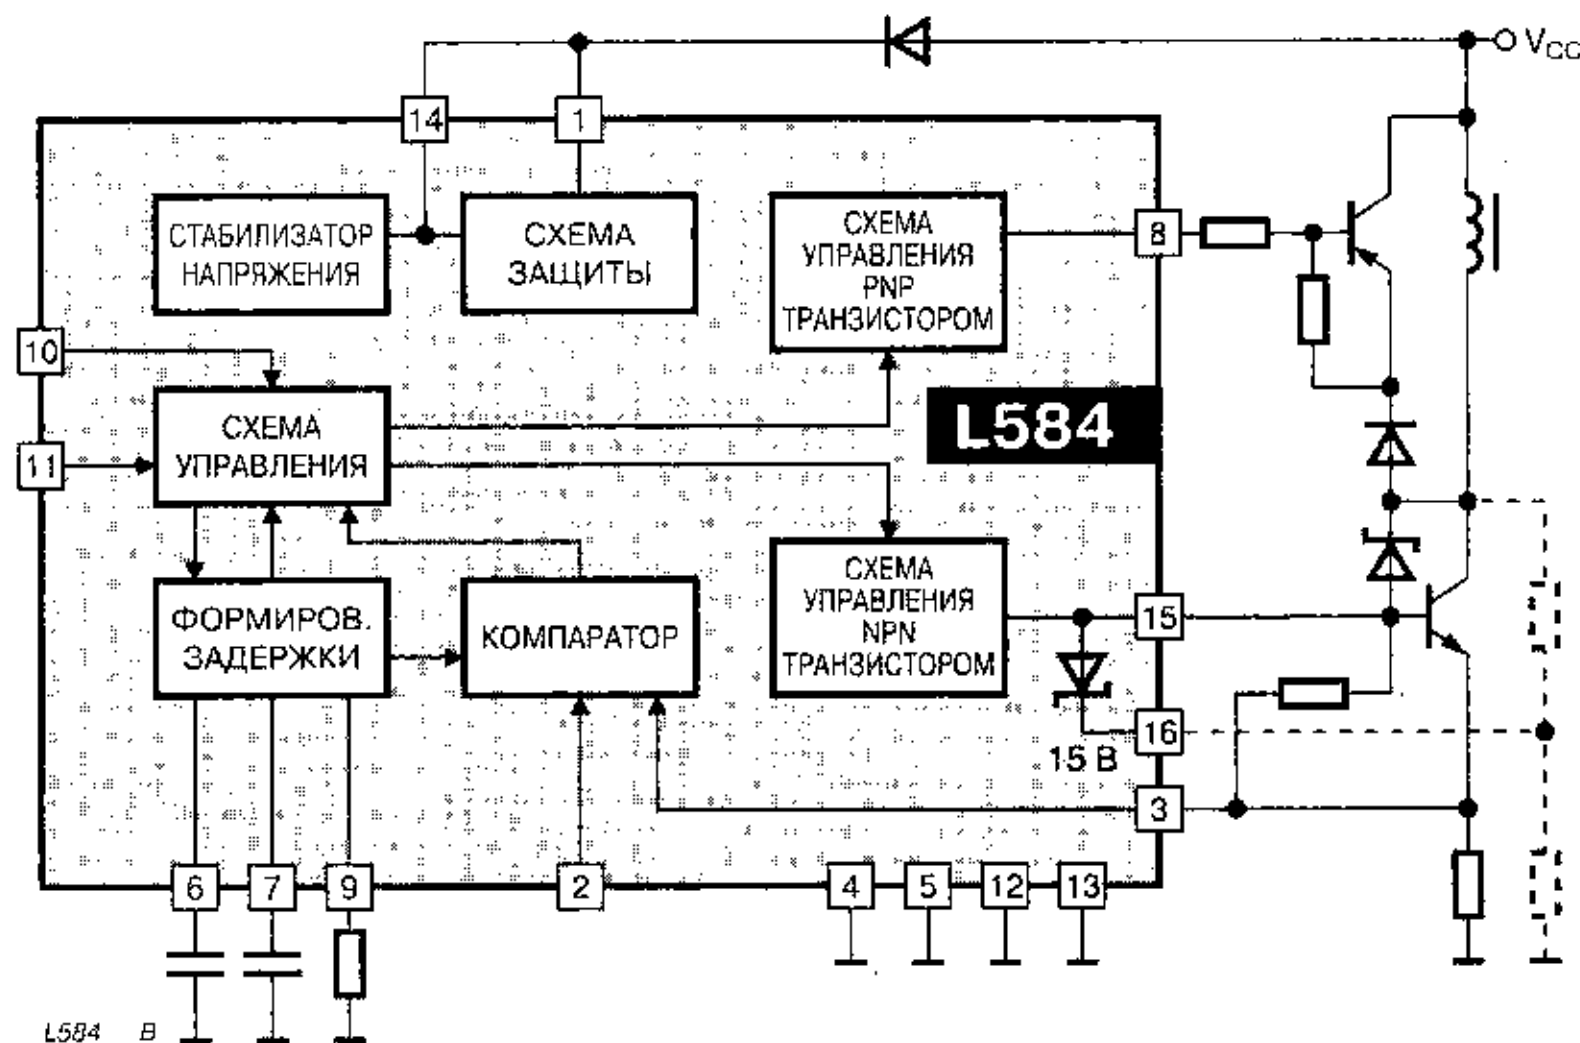 V_CC
14
1
СТАБИЛИЗАТОР
НАПРЯЖЕНИЯ
СХЕМА
ЗАЩИТЫ
СХЕМА
УПРАВЛЕНИЯ
PNP
ТРАНЗИСТОРОМ
8
10
11
СХЕМА
УПРАВЛЕНИЯ
L584
ФОРМИРОВ.
ЗАДЕРЖКИ
КОМПАРАТОР
СХЕМА
УПРАВЛЕНИЯ
NPN
ТРАНЗИСТОРОМ
15
16
15 В
3
6
7
9
2
4
5
12
13
L584 B